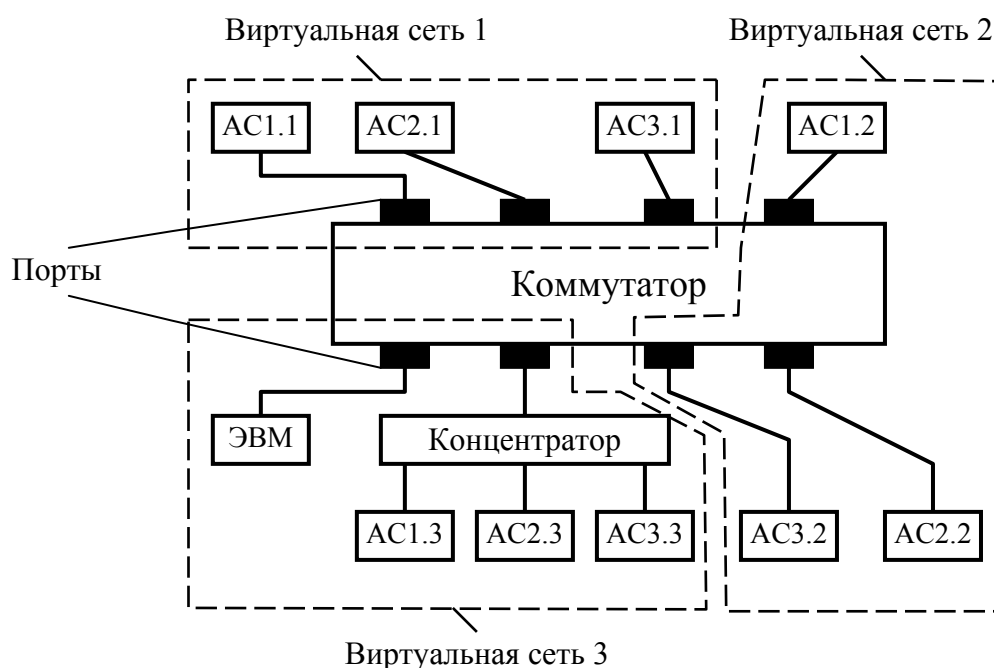 Виртуальная сеть 1
Виртуальная сеть 2
АС1.1
АС2.1
АС3.1
АС1.2
Порты
Коммутатор
ЭВМ
Концентратор
АС1.3
АС2.3
АС3.3
АС3.2
АС2.2
Виртуальная сеть 3